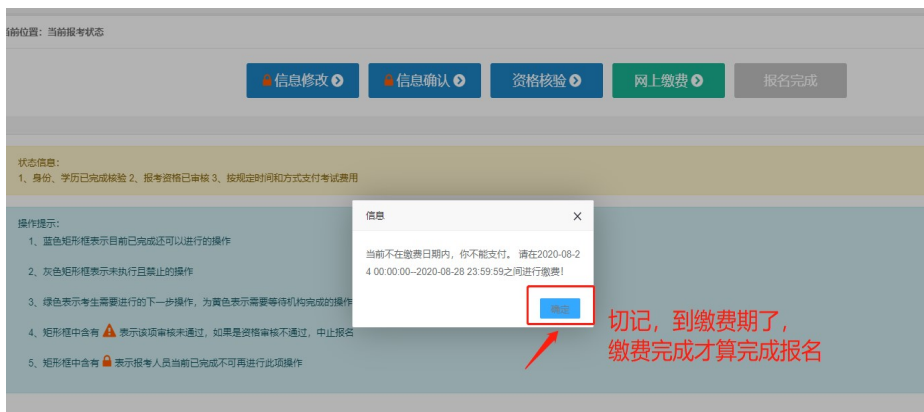 当前位置：当前报考状态
信息修改
信息确认
资格核验
网上缴费
报名完成
状态信息：
1、身份、学历已完成核验 2、报考资格已审核 3、按规定时间和方式支付考试费用
操作提示：
1、蓝色矩形框表示目前已完成还可以进行的操作
2、灰色矩形框表示未执行且禁止的操作
3、绿色表示考生需要进行的下一步操作，为黄色表示需要等待机构完成的操作
4、矩形框中含有 表示该项审核未通过，如果是资格审核不通过，中止报名
5、矩形框中含有 表示报考人员当前已完成不可再进行此项操作
信息
当前不在缴费日期内，你不能支付。 请在2020-08-2
4 00:00:00--2020-08-28 23:59:59之间进行缴费！
确定
切记，到缴费期了，
缴费完成才算完成报名